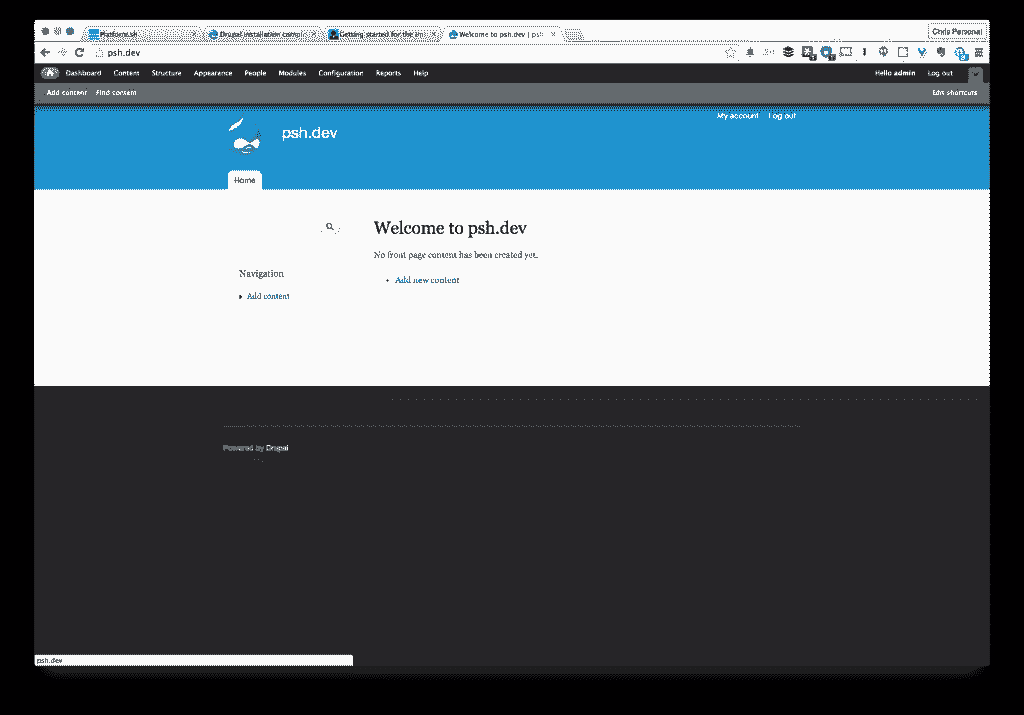 Platform.sh
Drupal installation compl
Getting started for the im
Welcome to psh.dev | psh
Chris Personal
psh.dev
Dashboard Content Structure Appearance People Modules Configuration Reports Help
Hello admin Log out
Add content Find content
Edit shortcuts
My account Log out
psh.dev
Home
Welcome to psh.dev
No front page content has been created yet.
Add new content
Navigation
Add content
Powered by Drupal
psh.dev